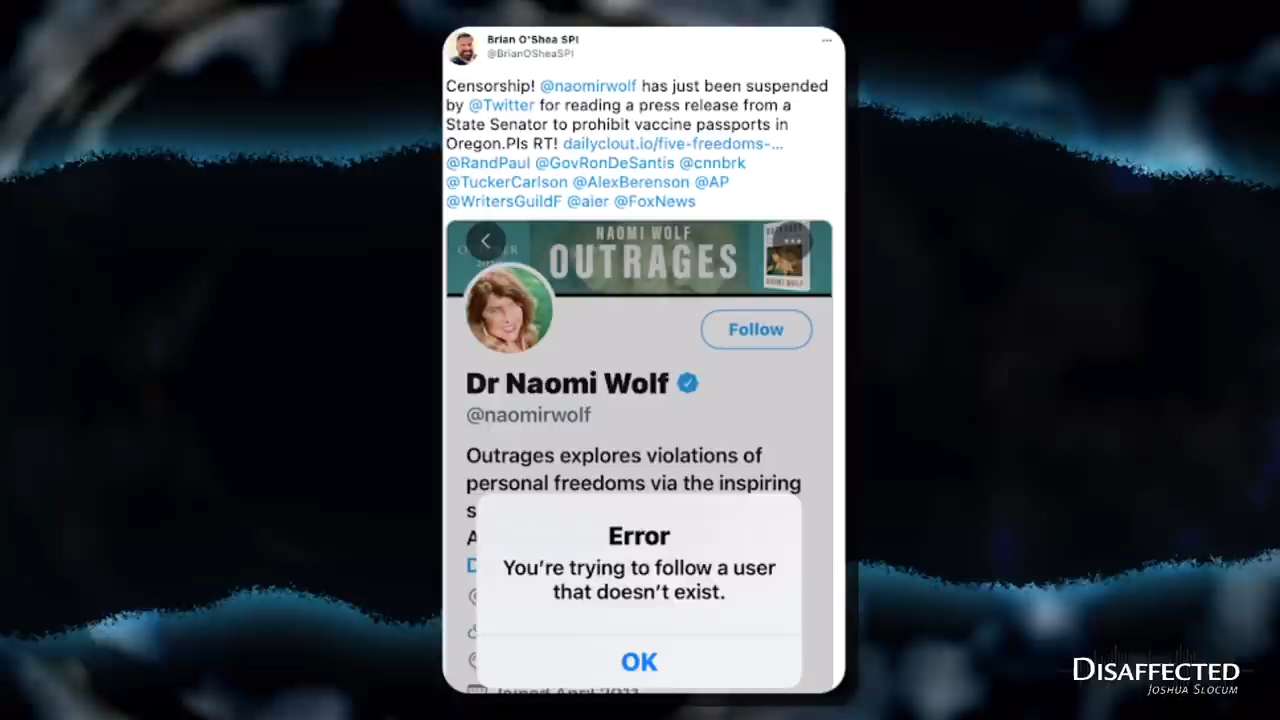 Brian O'Shea SPI
@BrianOSheaSPI
Censorship! @naomirwolf has just been suspended
by @Twitter for reading a press release from a
State Senator to prohibit vaccine passports in
Oregon.Pls RT! dailyclout.io/five-freedoms-...
@RandPaul @GovRonDeSantis @cnnbrk
@TuckerCarlson @AlexBerenson @AP
@WritersGuildF @aier @FoxNews
NAOMI WOLF
OUTRAGES
NAOMI WOLF
Follow
Dr Naomi Wolf
@naomirwolf
Outrages explores violations of
personal freedoms via the inspiring
s
A
D
Error
You're trying to follow a user
that doesn't exist.
OK
DISAFFECTED
JOSHUA SLOCUM